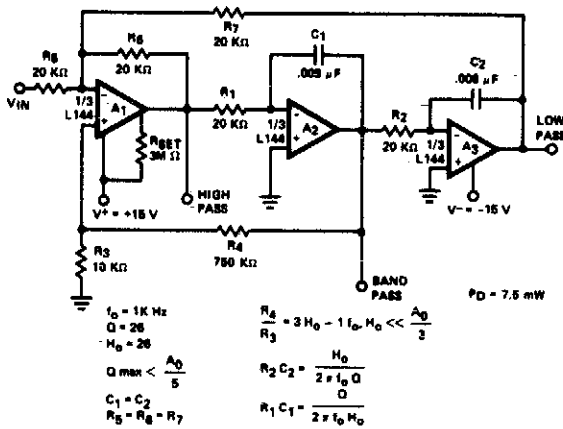 R7
20 KΩ
R6
20 KΩ
C1
.009 μF
C2
.008 μF
R5
20 KΩ
VIN
A1
1/3
L144
R1
20 KΩ
A2
1/3
L144
R2
20 KΩ
A3
1/3
L144
LOW
PASS
RSET
3M Ω
V+ = +15 V
HIGH
PASS
V− = −15 V
R3
10 KΩ
R4
750 KΩ
BAND
PASS
PD = 7.5 mW
fo = 1K Hz
Q = 26
Ho = 26
Q max < AO/5
C1 = C2
R5 = R6 = R7
R4/R3 = 3 Ho − 1 fo, Ho << AO/3
R2 C2 = Ho/2 π fo Q
R1 C1 = Q/2 π fo Ho